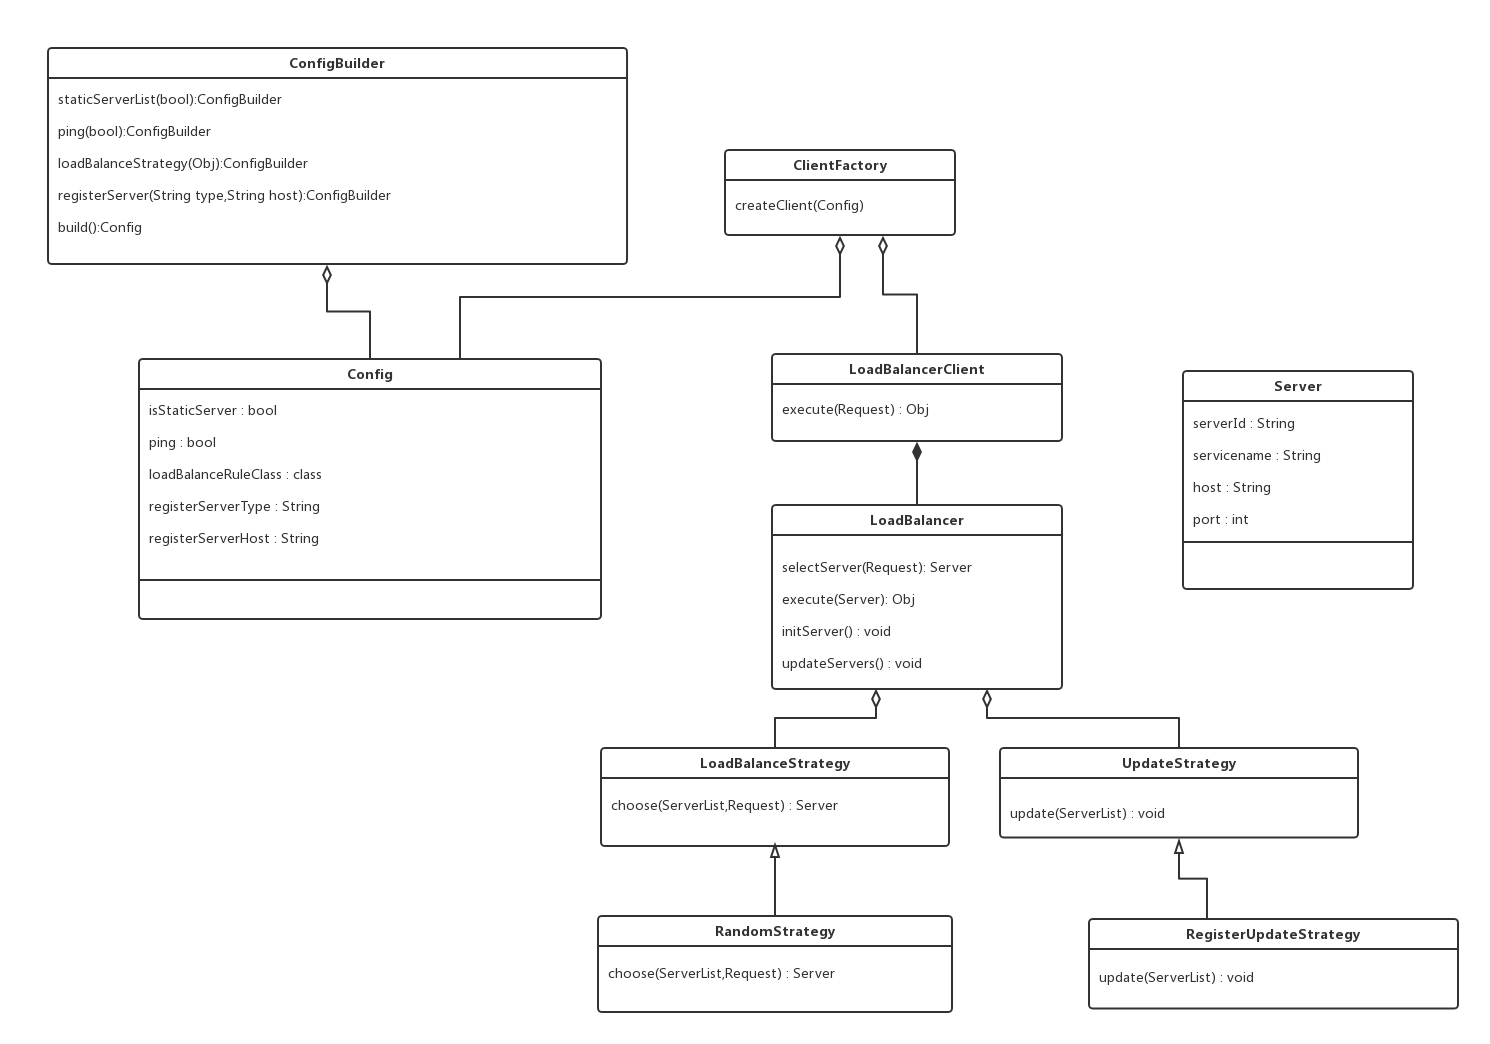 ConfigBuilder
staticServerList(bool):ConfigBuilder
ping(bool):ConfigBuilder
loadBalanceStrategy(Obj):ConfigBuilder
registerServer(String type,String host):ConfigBuilder
build():Config
ClientFactory
createClient(Config)
Config
isStaticServer : bool
ping : bool
loadBalanceRuleClass : class
registerServerType : String
registerServerHost : String
LoadBalancerClient
execute(Request) : Obj
Server
serverId : String
servicename : String
host : String
port : int
LoadBalancer
selectServer(Request): Server
execute(Server): Obj
initServer() : void
updateServers() : void
LoadBalanceStrategy
choose(ServerList,Request) : Server
UpdateStrategy
update(ServerList) : void
RandomStrategy
choose(ServerList,Request) : Server
RegisterUpdateStrategy
update(ServerList) : void